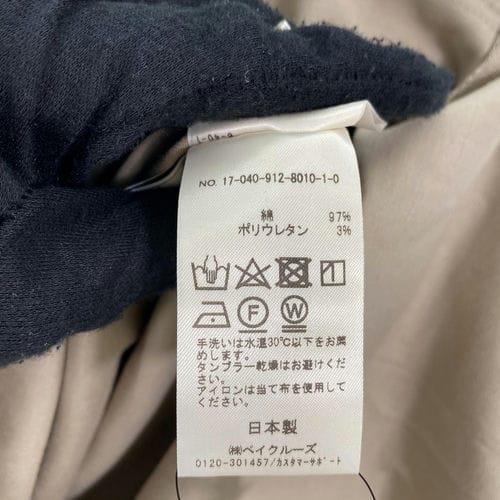 NO. 17-040-912-8010-1-0
綿 97%
ポリウレタン 3%
F W
手洗いは水温30℃以下をお薦
めします。
タンブラー乾燥はお避けくだ
さい。
アイロンは当て布を使用して
ください。
日本製
㈱ベイクルーズ
0120-301457/カスタマーサポート